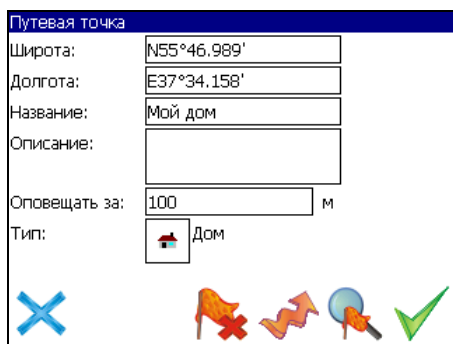 Путевая точка
Широта: N55°46.989'
Долгота: E37°34.158'
Название: Мой дом
Описание:
Оповещать за: 100 м
Тип: Дом